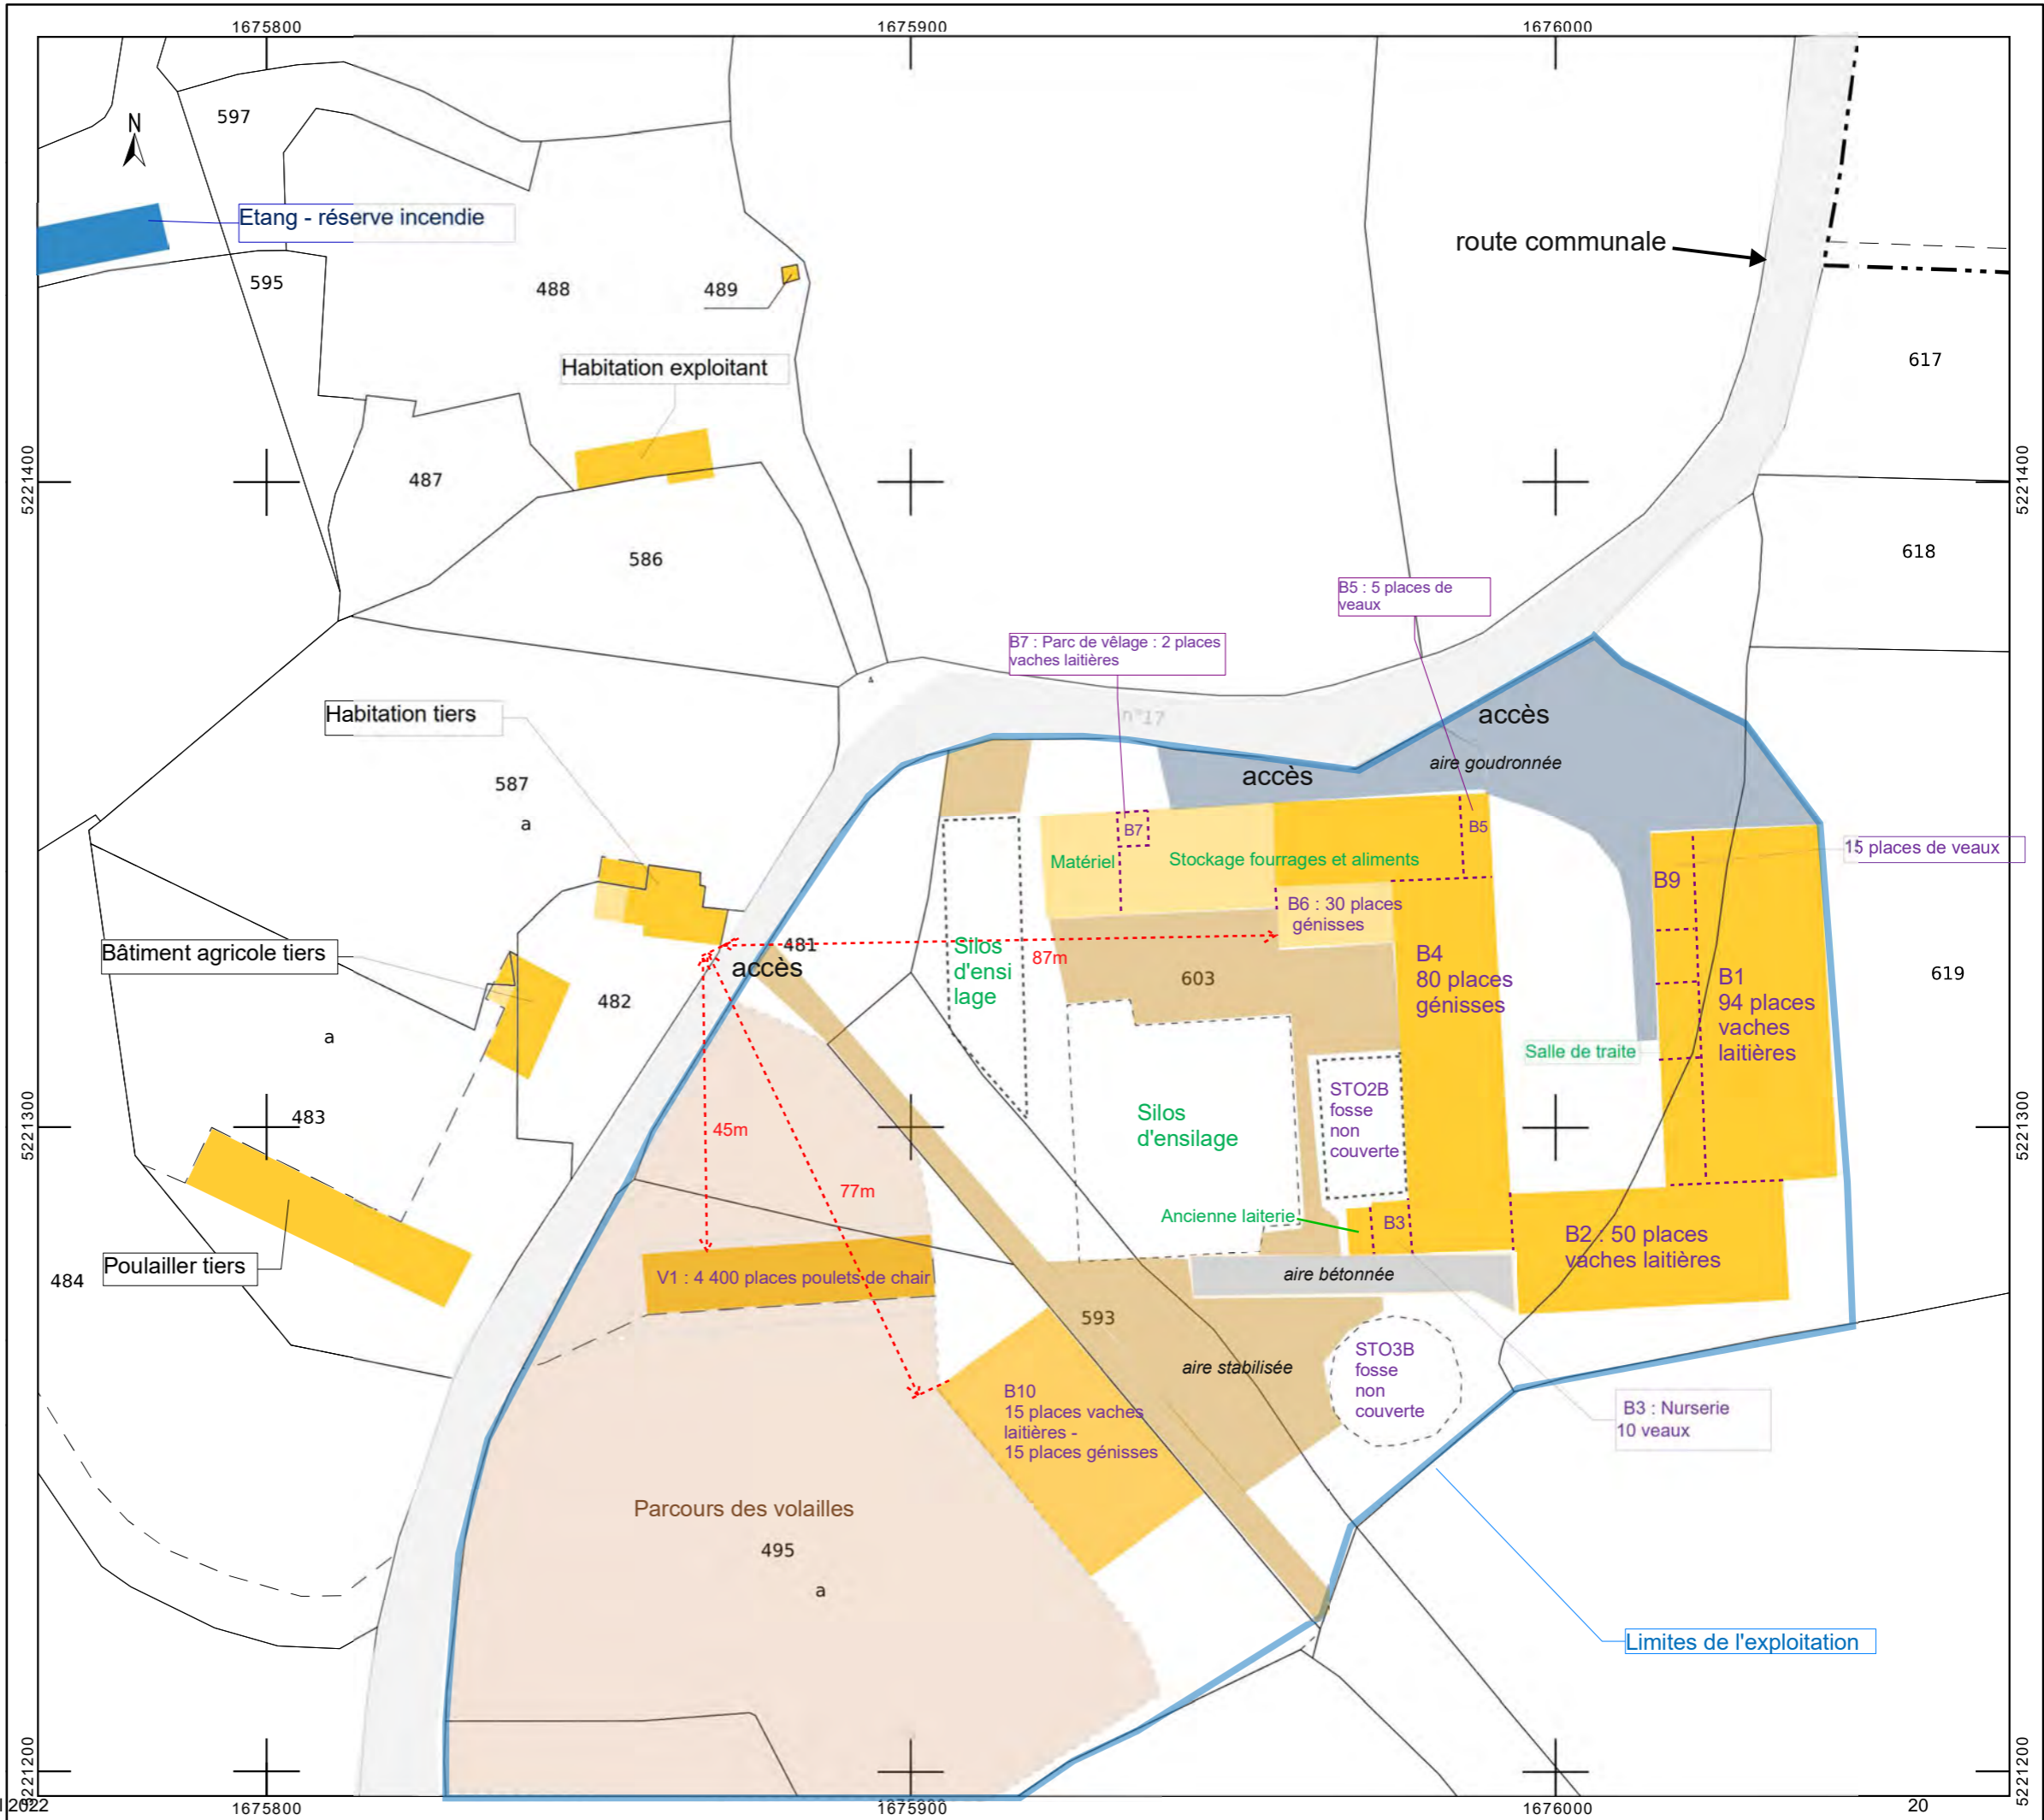 1675800
1675900
1676000
597
N
Etang - réserve incendie
route communale
595
488
489
617
Habitation exploitant
5221400
5221400
487
586
618
B5 : 5 places de
veaux
B7 : Parc de vêlage : 2 places
vaches laitières
4
Habitation tiers
n°17
accès
aire goudronnée
accès
587
a
B7
B5
15 places de veaux
Matériel
Stockage fourrages et aliments
B9
B6 : 30 places
génisses
Bâtiment agricole tiers
481
accès
Silos
d'ensi
lage
87m
603
B4
80 places
génisses
B1
94 places
vaches
laitières
619
482
a
Salle de traite
483
5221300
5221300
45m
Silos
d'ensilage
STO2B
fosse
non
couverte
77m
Ancienne laiterie
B3
B2 : 50 places
vaches laitières
484
Poulailler tiers
V1 : 4 400 places poulets de chair
aire bétonnée
593
aire stabilisée
STO3B
fosse
non
couverte
B10
15 places vaches
laitières -
15 places génisses
B3 : Nurserie
10 veaux
Parcours des volailles
495
a
Limites de l'exploitation
5221200
5221200
2022
1675800
1675900
1676000
20